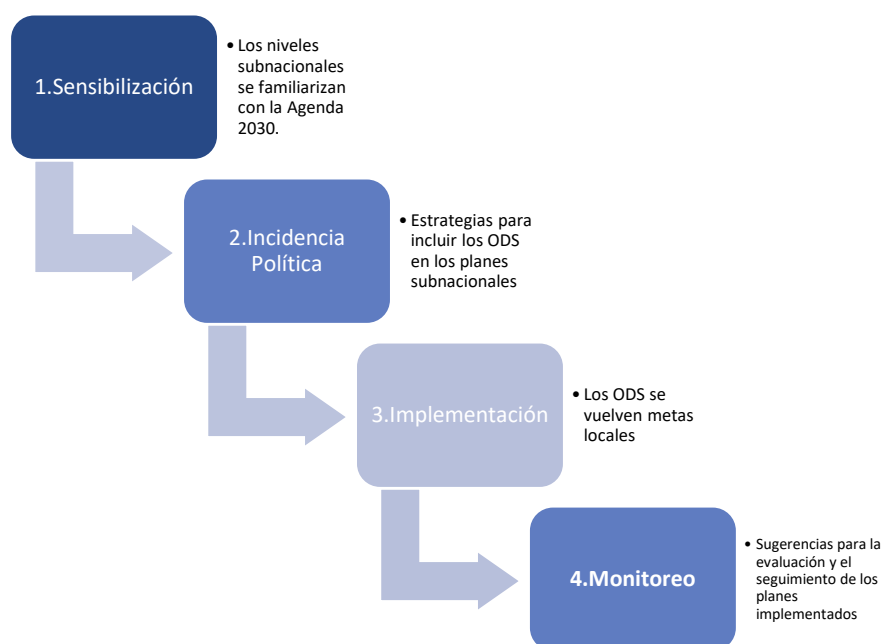 1.Sensibilización
• Los niveles
subnacionales
se familiarizan
con la Agenda
2030.
2.Incidencia
Política
• Estrategias para
incluir los ODS
en los planes
subnacionales
3.Implementación
• Los ODS se
vuelven metas
locales
4.Monitoreo
• Sugerencias para la
evaluación y el
seguimiento de los
planes
implementados